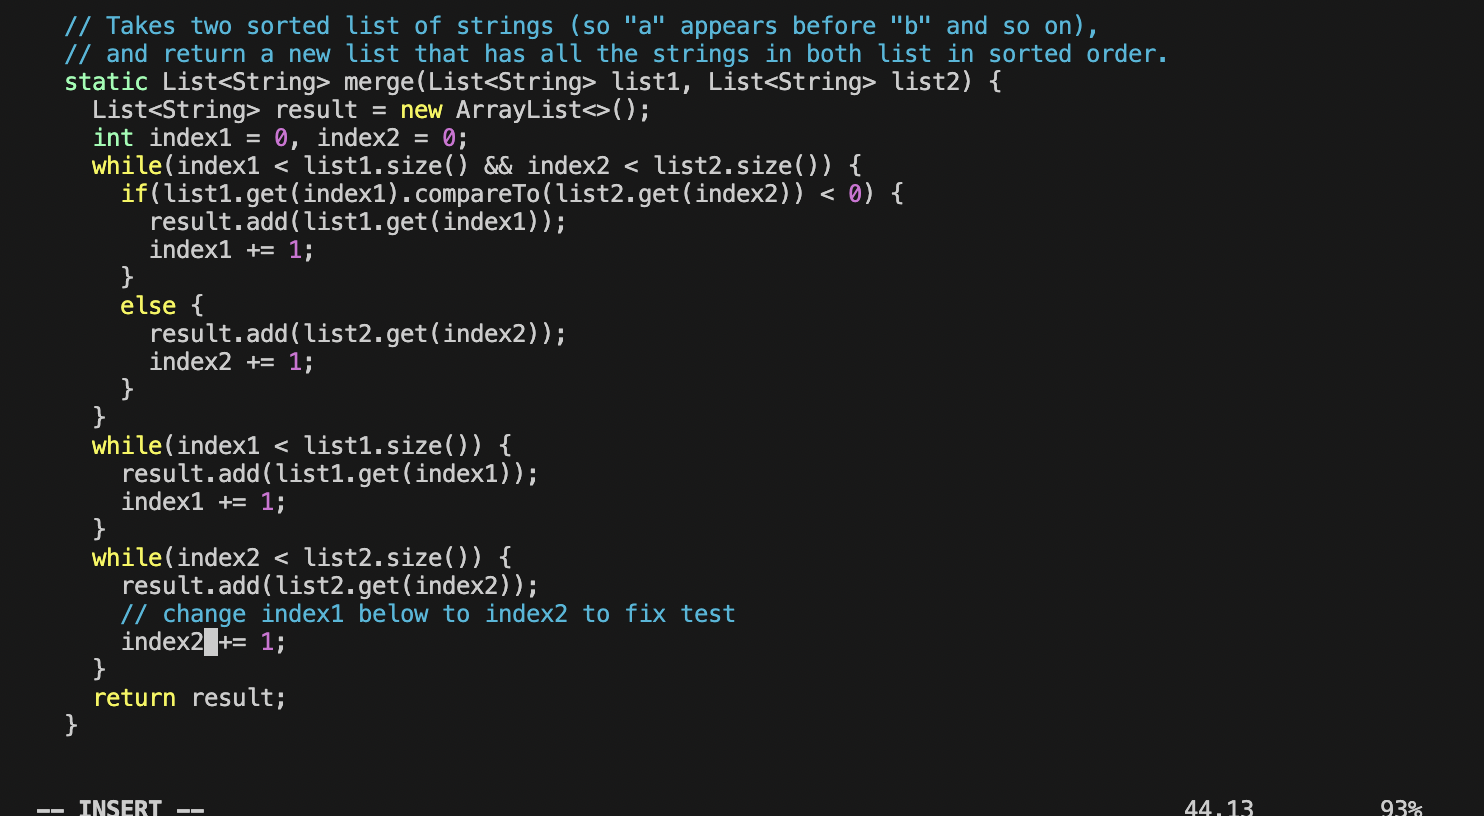 // Takes two sorted list of strings (so "a" appears before "b" and so on),
// and return a new list that has all the strings in both list in sorted order.
static List<String> merge(List<String> list1, List<String> list2) {
  List<String> result = new ArrayList<>();
  int index1 = 0, index2 = 0;
  while(index1 < list1.size() && index2 < list2.size()) {
    if(list1.get(index1).compareTo(list2.get(index2)) < 0) {
      result.add(list1.get(index1));
      index1 += 1;
    }
    else {
      result.add(list2.get(index2));
      index2 += 1;
    }
  }
  while(index1 < list1.size()) {
    result.add(list1.get(index1));
    index1 += 1;
  }
  while(index2 < list2.size()) {
    result.add(list2.get(index2));
    // change index1 below to index2 to fix test
    index2 += 1;
  }
  return result;
}
-- INSERT -- 44,13 93%